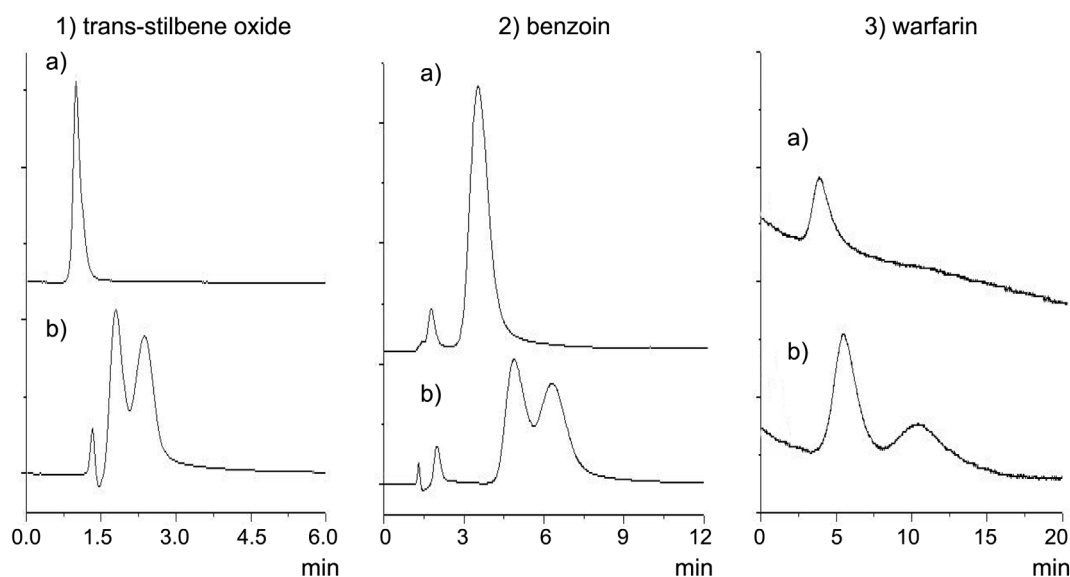 1) trans-stilbene oxide
a)
b)
0.0 1.5 3.0 4.5 6.0
min
2) benzoin
a)
b)
0 3 6 9 12
min
3) warfarin
a)
b)
0 5 10 15 20
min